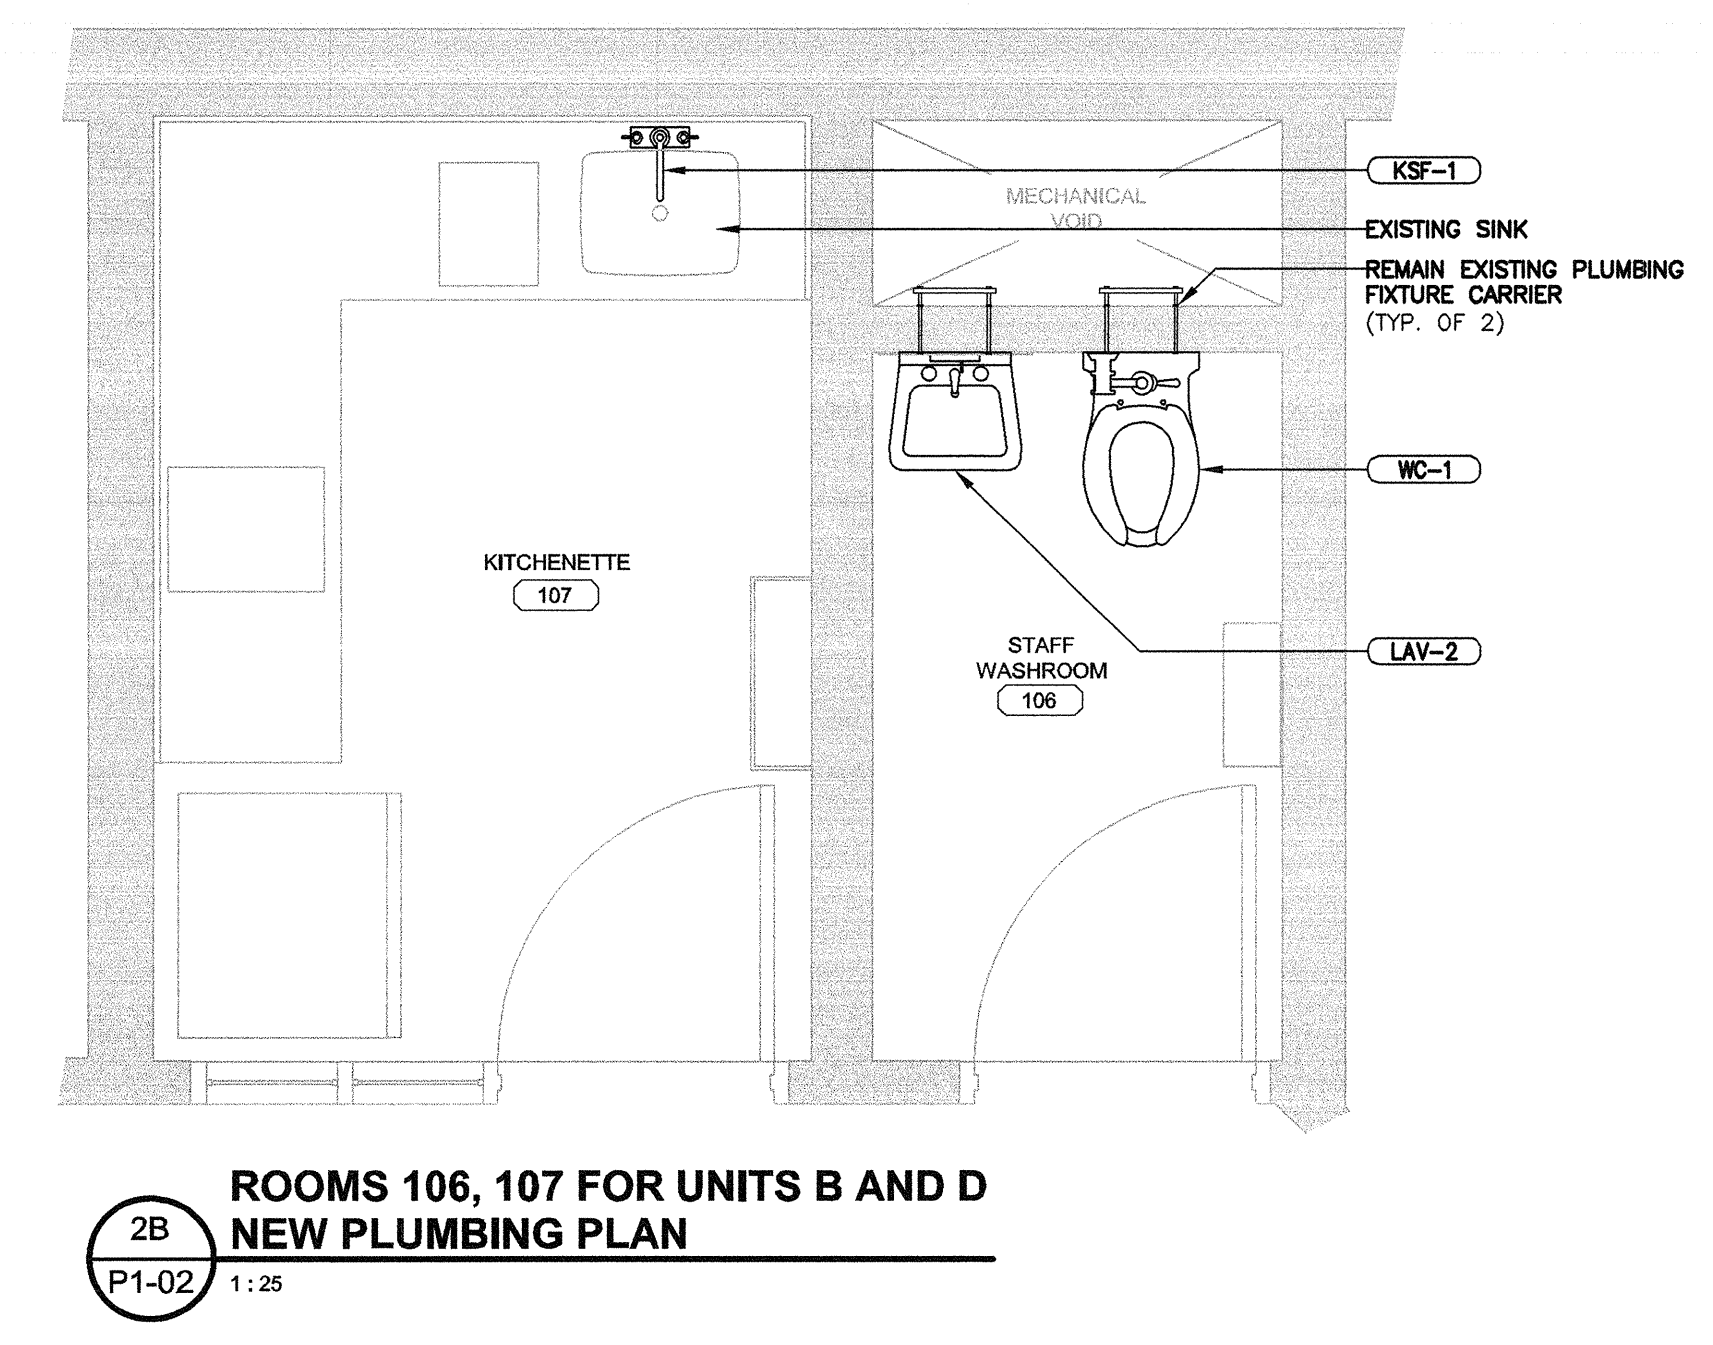 KSF-1
MECHANICAL
VOID
EXISTING SINK
REMAIN EXISTING PLUMBING
FIXTURE CARRIER
(TYP. OF 2)
WC-1
KITCHENETTE
107
STAFF
WASHROOM
106
LAV-2
ROOMS 106, 107 FOR UNITS B AND D
NEW PLUMBING PLAN
2B
P1-02
1 : 25